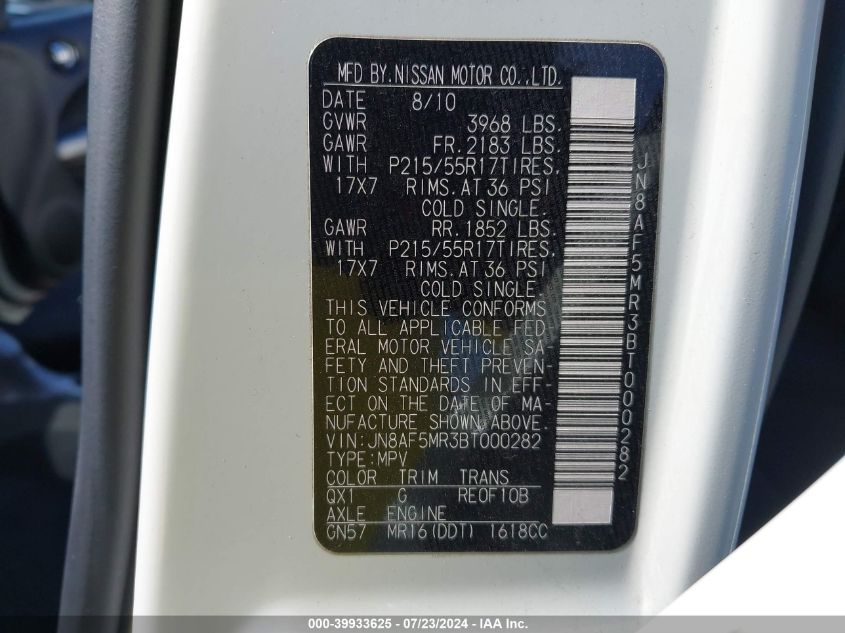 MFD BY.NISSAN MOTOR CO.,LTD.
DATE 8/10
GVWR 3968 LBS.
GAWR FR.2183 LBS.
WITH P215/55R17TIRES.
17X7 RIMS.AT 36 PSI
COLD SINGLE.
GAWR RR.1852 LBS.
WITH P215/55R17TIRES.
17X7 RIMS.AT 36 PSI
COLD SINGLE.
THIS VEHICLE CONFORMS
TO ALL APPLICABLE FED
ERAL MOTOR VEHICLE SA-
FETY AND THEFT PREVEN-
TION STANDARDS IN EFF-
ECT ON THE DATE OF MA-
NUFACTURE SHOWN ABOVE.
VIN:JN8AF5MR3BT000282
TYPE:MPV
COLOR TRIM TRANS
QX1 G RE0F10B
AXLE ENGINE
GN57 MR16(DDT) 1618CC
JN8AF5MR3BT000282
000-39933625 - 07/23/2024 - IAA Inc.